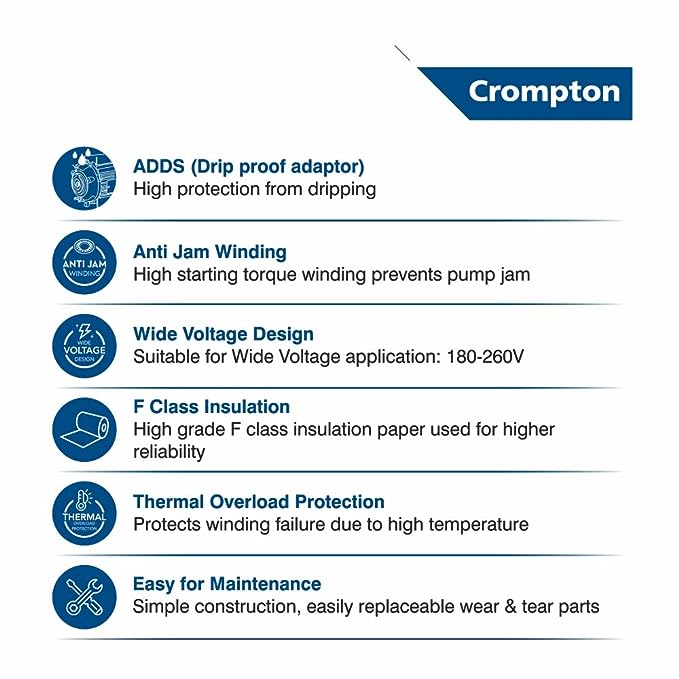 Crompton
ADDS (Drip proof adaptor)
High protection from dripping
ANTI JAM
WINDING
Anti Jam Winding
High starting torque winding prevents pump jam
WIDE
VOLTAGE
DESIGN
Wide Voltage Design
Suitable for Wide Voltage application: 180-260V
F Class Insulation
High grade F class insulation paper used for higher
reliability
THERMAL
OVERLOAD
PROTECTION
Thermal Overload Protection
Protects winding failure due to high temperature
Easy for Maintenance
Simple construction, easily replaceable wear & tear parts